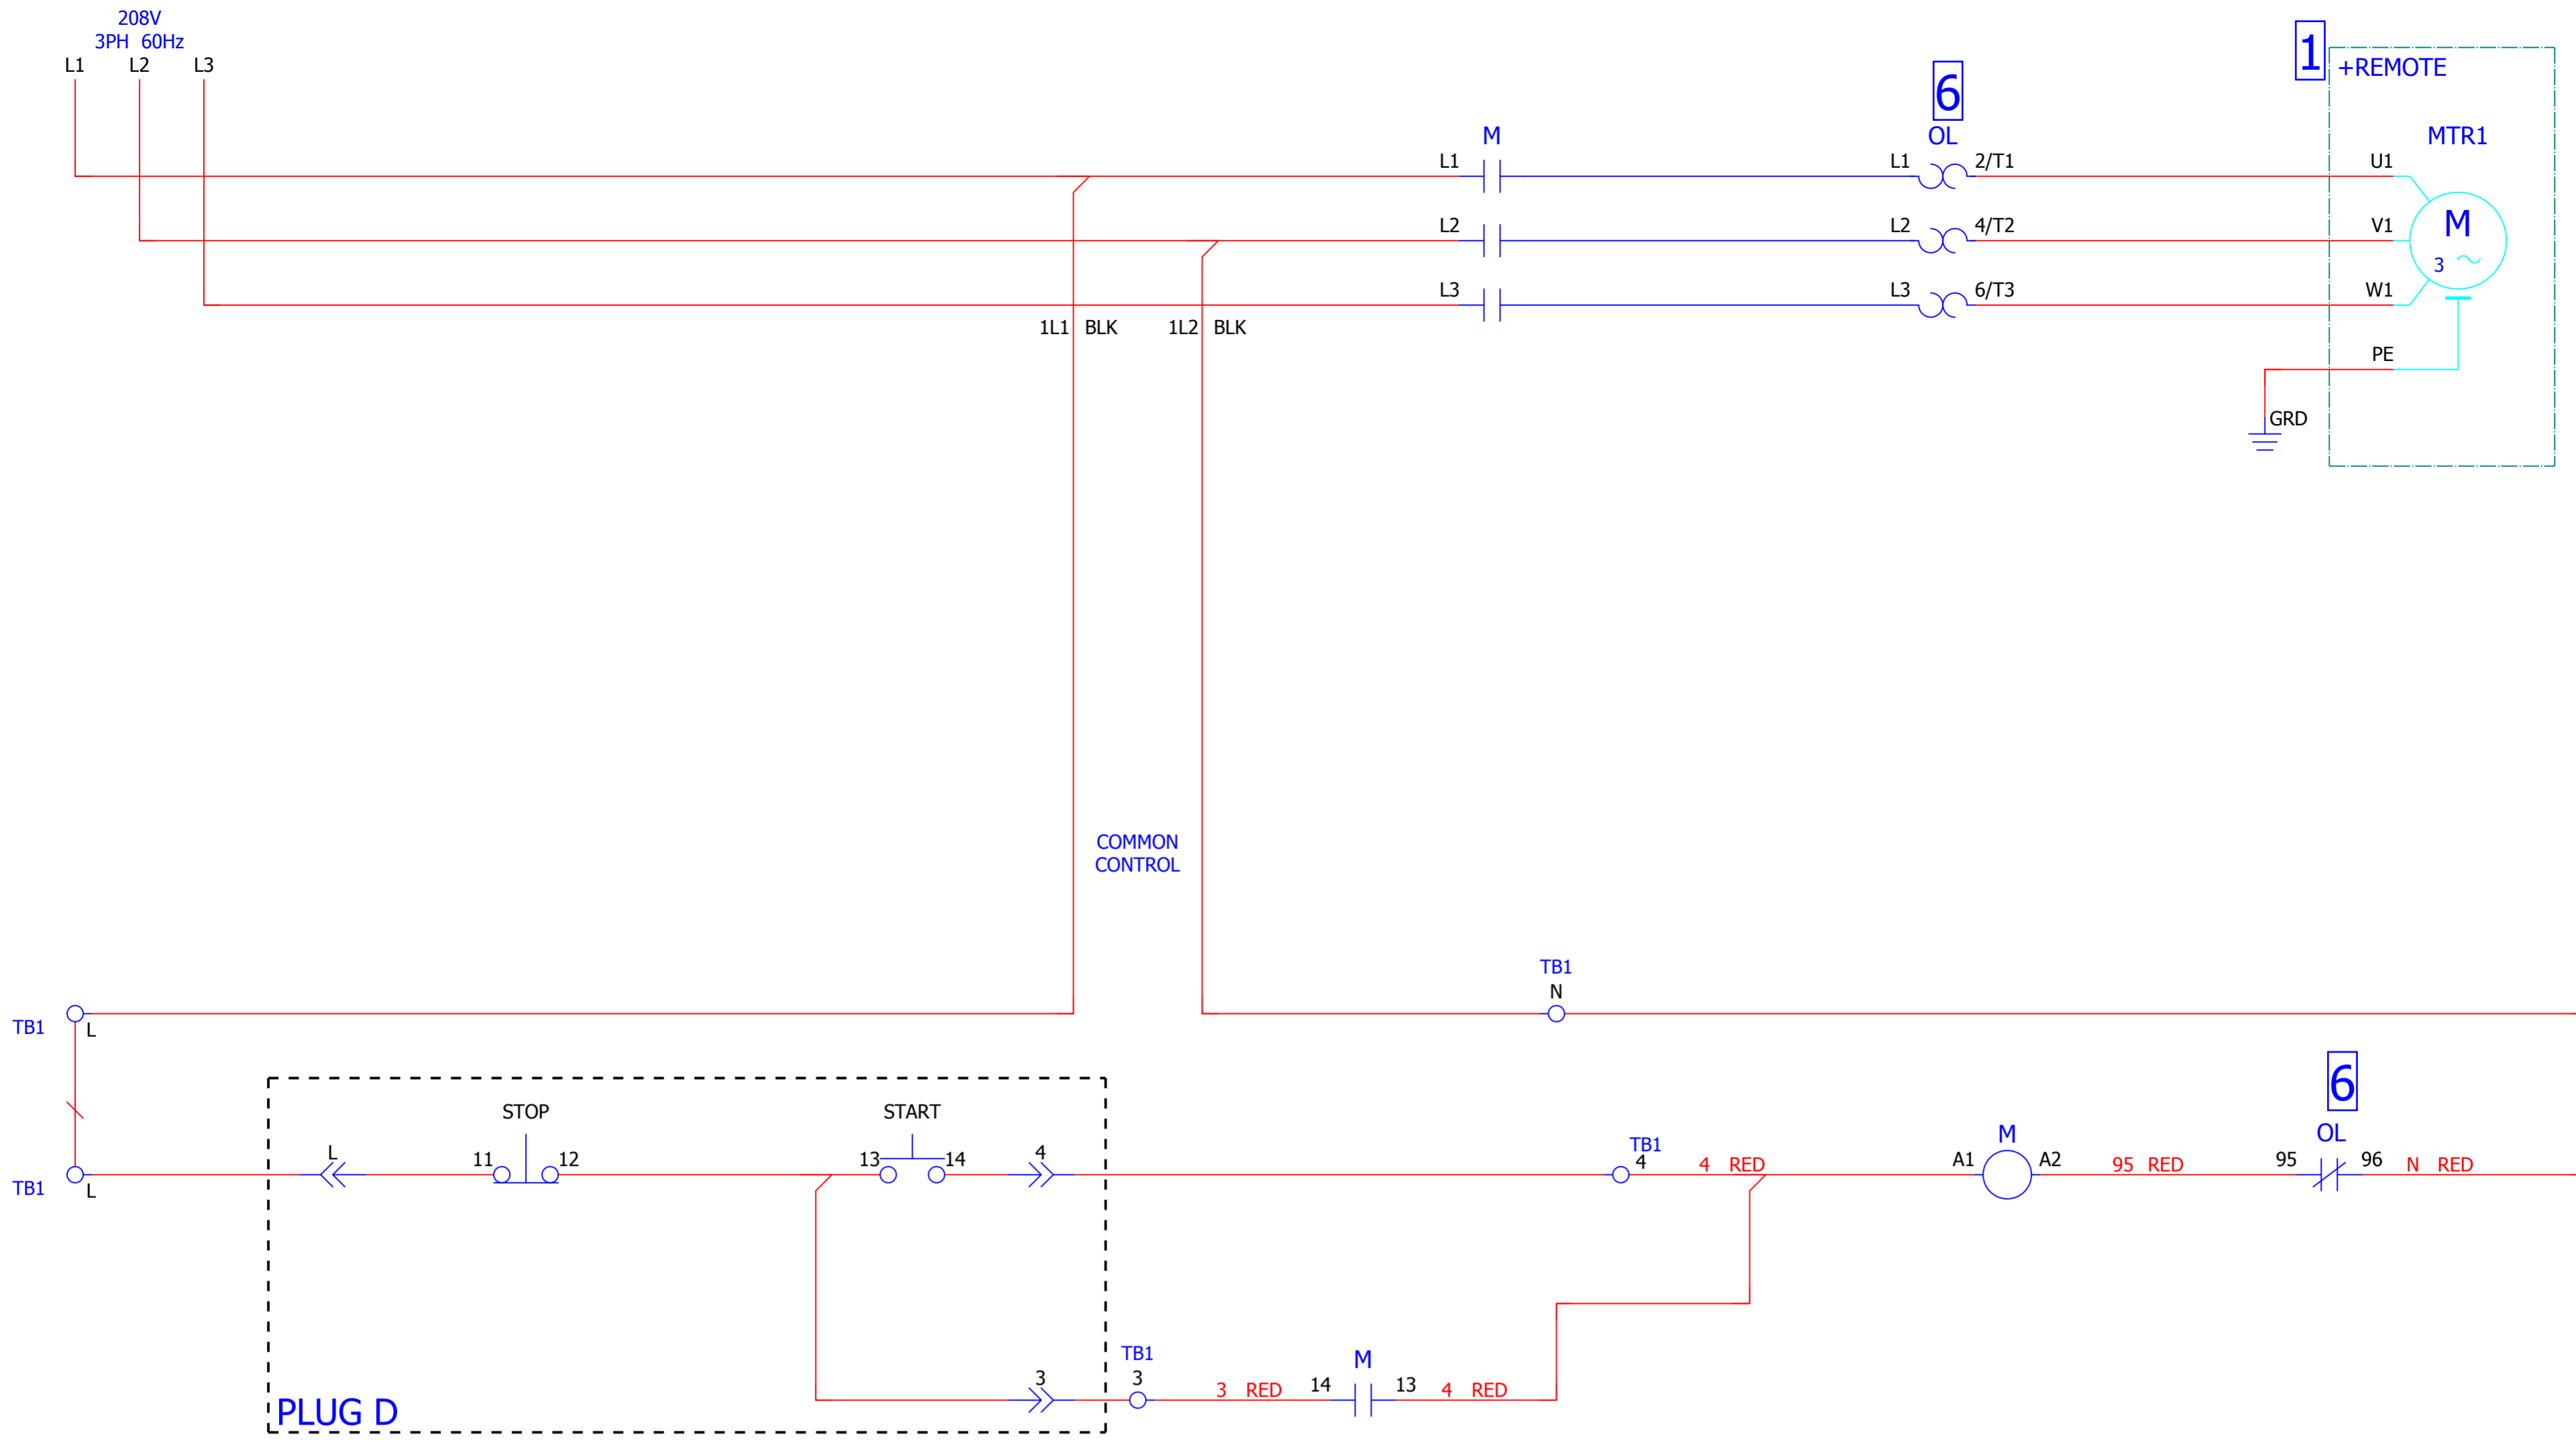 208V
3PH 60Hz
L1 L2 L3
1
+REMOTE
6
M OL MTR1
L1 L1 2/T1 U1
L2 L2 4/T2 V1
M
3
L3 L3 6/T3 W1
1L1 BLK 1L2 BLK
PE
GRD
COMMON
CONTROL
TB1
N
TB1 L
6
STOP START
TB1 M OL
L 11 12 13 14 4 4 4 RED A1 A2 95 RED 95 96 N RED
TB1 L
TB1 M
3 3 3 RED 14 13 4 RED
PLUG D